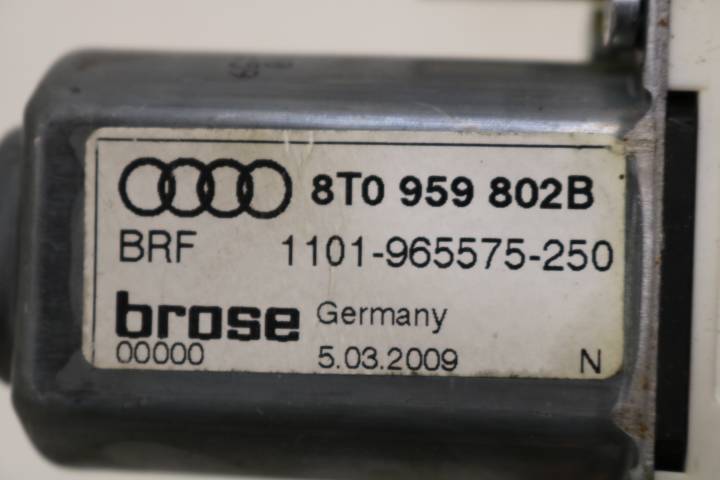 8T0 959 802B
BRF 1101-965575-250
brose Germany
00000 5.03.2009 N